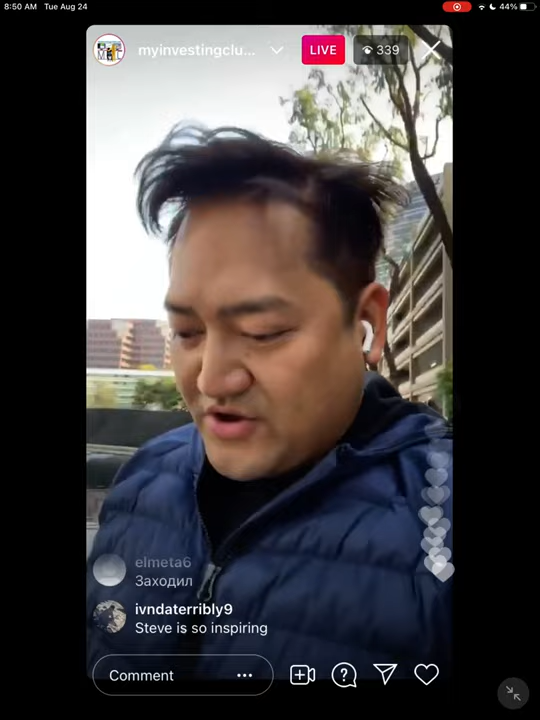 8:50 AM Tue Aug 24
44%
myinvestingclu...
LIVE
339
elmeta6
Заходил
ivndaterribly9
Steve is so inspiring
Comment